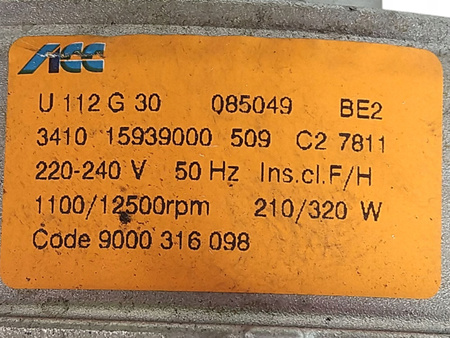 ACC
U 112 G 30 085049 BE2
3410 15939000 509 C2 7811
220-240 V 50 Hz Ins.cl.F/H
1100/12500rpm 210/320 W
Code 9000 316 098